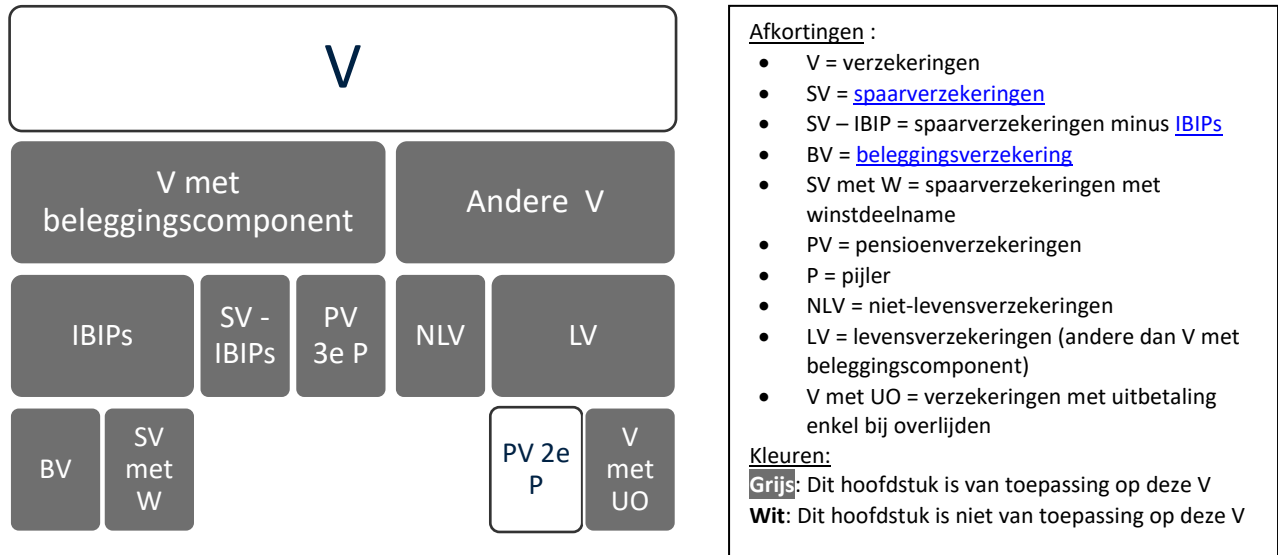 V
V met
beleggingscomponent
Andere V
IBIPs
SV -
IBIPs
PV
3e P
NLV
LV
BV
SV
met
W
PV 2e
P
V
met
UO
Afkortingen :
• V = verzekeringen
• SV = spaarverzekeringen
• SV – IBIP = spaarverzekeringen minus IBIPs
• BV = beleggingsverzekering
• SV met W = spaarverzekeringen met
winstdeelname
• PV = pensioenverzekeringen
• P = pijler
• NLV = niet-levensverzekeringen
• LV = levensverzekeringen (andere dan V met
beleggingscomponent)
• V met UO = verzekeringen met uitbetaling
enkel bij overlijden
Kleuren:
Grijs: Dit hoofdstuk is van toepassing op deze V
Wit: Dit hoofdstuk is niet van toepassing op deze V